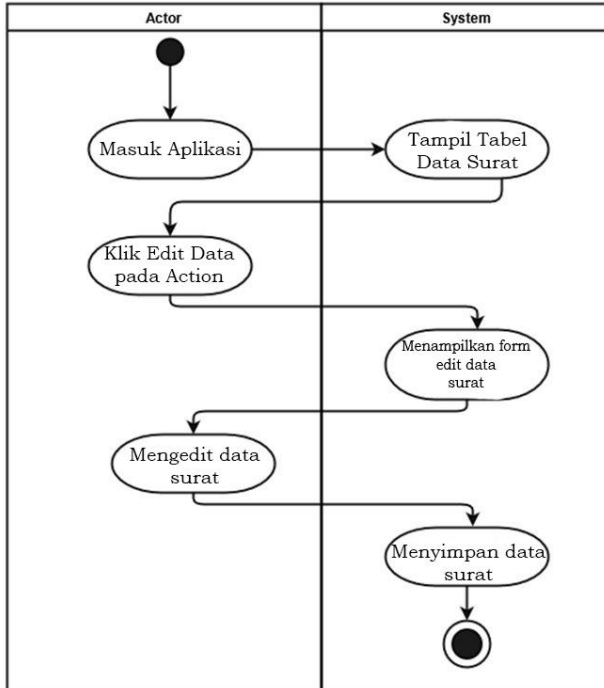 Actor
System
Masuk Aplikasi
Tampil Tabel
Data Surat
Klik Edit Data
pada Action
Menampilkan form
edit data
surat
Mengedit data
surat
Menyimpan data
surat